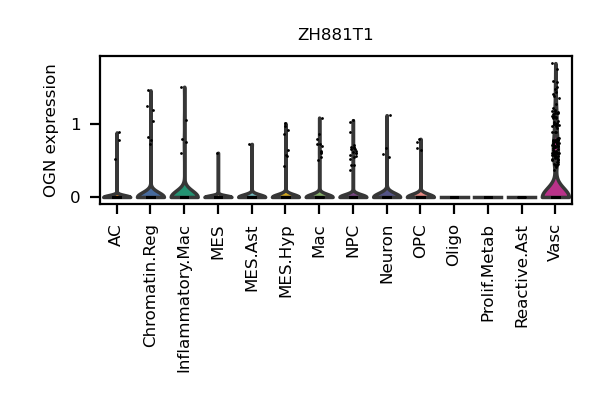 ZH881T1
OGN expression
1
0
AC
Chromatin.Reg
Inflammatory.Mac
MES
MES.Ast
MES.Hyp
Mac
NPC
Neuron
OPC
Oligo
Prolif.Metab
Reactive.Ast
Vasc